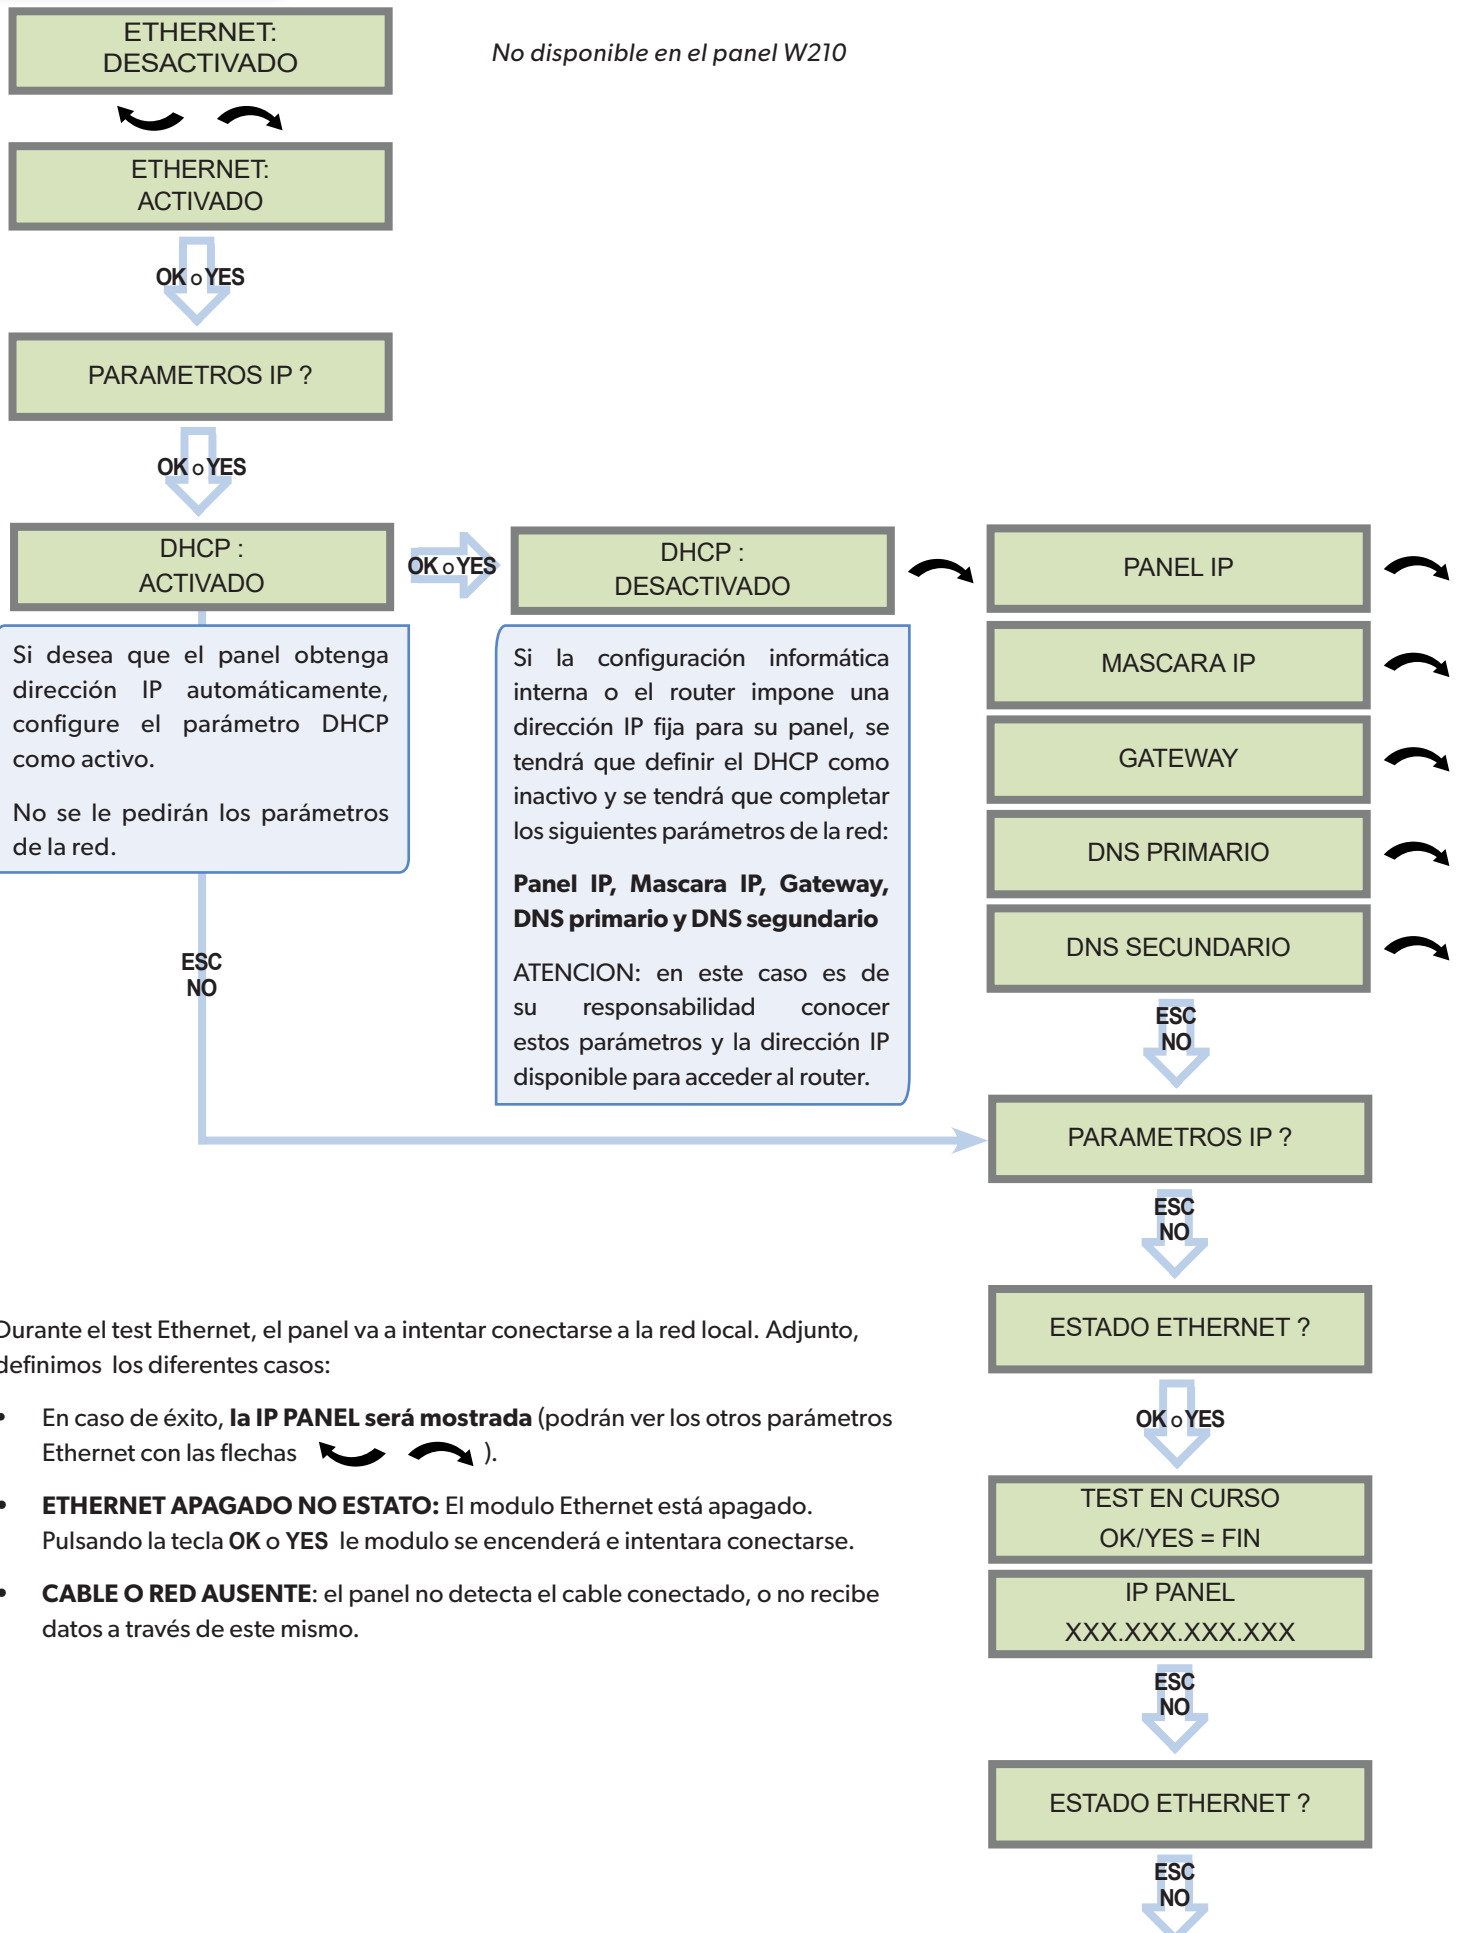 ETHERNET:
DESACTIVADO
No disponible en el panel W210
ETHERNET:
ACTIVADO
OK o YES
PARAMETROS IP ?
OK o YES
DHCP :
ACTIVADO
OK o YES
DHCP :
DESACTIVADO
PANEL IP
MASCARA IP
GATEWAY
DNS PRIMARIO
DNS SECUNDARIO
Si desea que el panel obtenga
dirección IP automáticamente,
configure el parámetro DHCP
como activo.
No se le pedirán los parámetros
de la red.
Si la configuración informática
interna o el router impone una
dirección IP fija para su panel, se
tendrá que definir el DHCP como
inactivo y se tendrá que completar
los siguientes parámetros de la red:
Panel IP, Mascara IP, Gateway,
DNS primario y DNS segundario
ATENCION: en este caso es de
su responsabilidad conocer
estos parámetros y la dirección IP
disponible para acceder al router.
ESC
NO
ESC
NO
PARAMETROS IP ?
ESC
NO
ESTADO ETHERNET ?
OK o YES
TEST EN CURSO
OK/YES = FIN
IP PANEL
XXX.XXX.XXX.XXX
ESC
NO
ESTADO ETHERNET ?
ESC
NO
Durante el test Ethernet, el panel va a intentar conectarse a la red local. Adjunto,
definimos los diferentes casos:
• En caso de éxito, la IP PANEL será mostrada (podrán ver los otros parámetros
Ethernet con las flechas ).
• ETHERNET APAGADO NO ESTATO: El modulo Ethernet está apagado.
Pulsando la tecla OK o YES le modulo se encenderá e intentara conectarse.
• CABLE O RED AUSENTE: el panel no detecta el cable conectado, o no recibe
datos a través de este mismo.